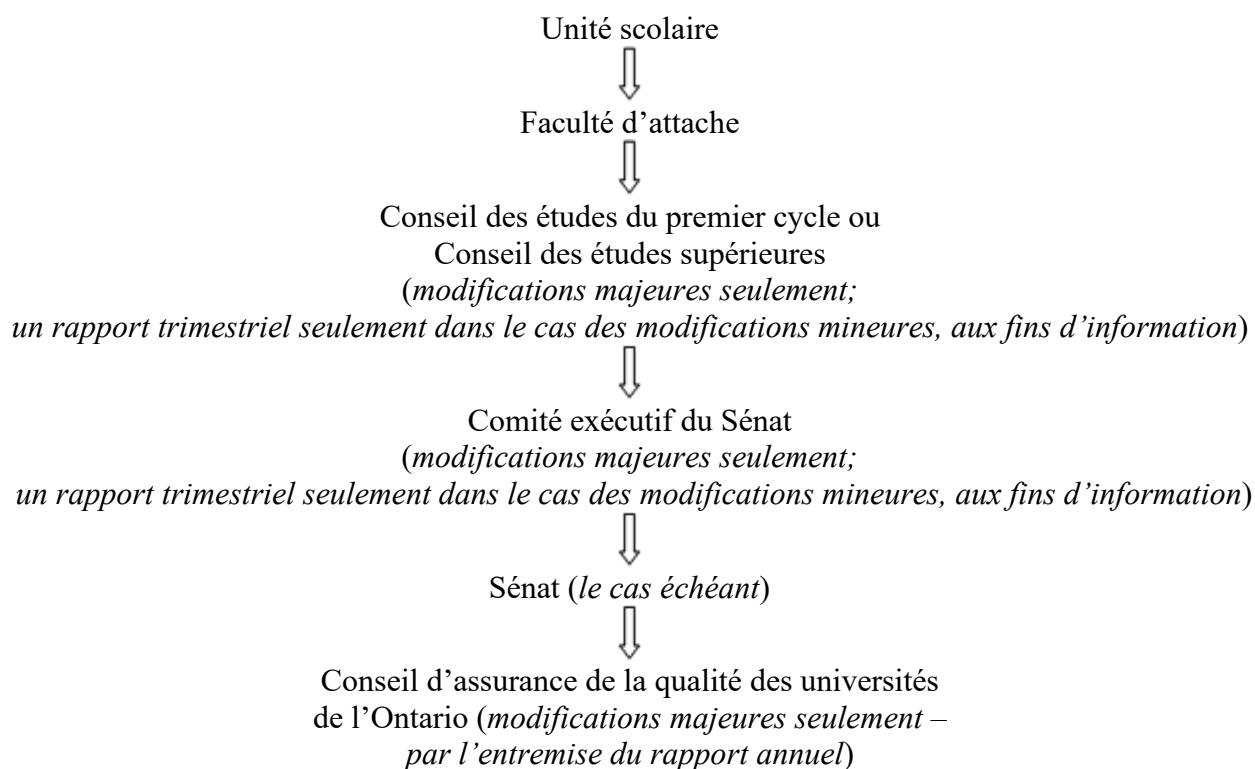 Unité scolaire
Faculté d’attache
Conseil des études du premier cycle ou
Conseil des études supérieures
(modifications majeures seulement;
un rapport trimestriel seulement dans le cas des modifications mineures, aux fins d’information)
Comité exécutif du Sénat
(modifications majeures seulement;
un rapport trimestriel seulement dans le cas des modifications mineures, aux fins d’information)
Sénat (le cas échéant)
Conseil d’assurance de la qualité des universités
de l’Ontario (modifications majeures seulement –
par l’entremise du rapport annuel)